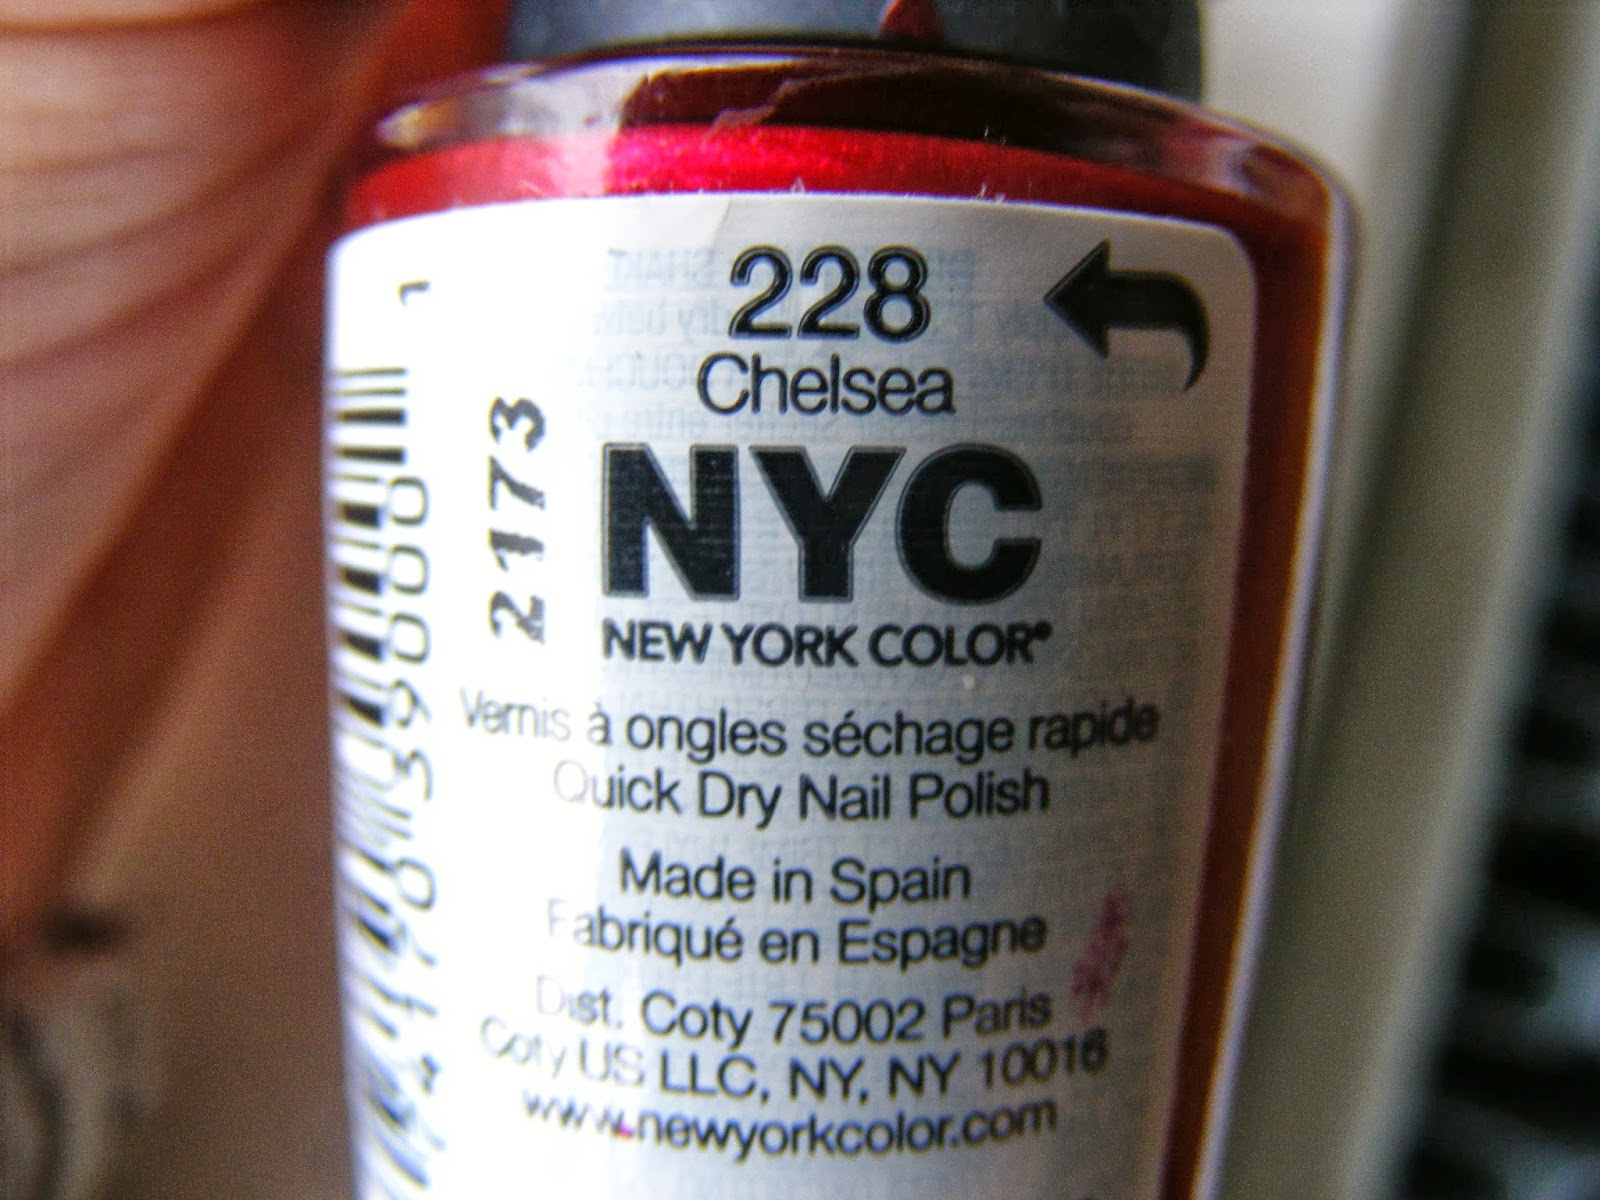 228
Chelsea
NYC
NEW YORK COLOR®
Vernis à ongles séchage rapide
Quick Dry Nail Polish
Made in Spain
Fabriqué en Espagne
Dist. Coty 75002 Paris
Coty US LLC, NY, NY 10016
www.newyorkcolor.com
2173